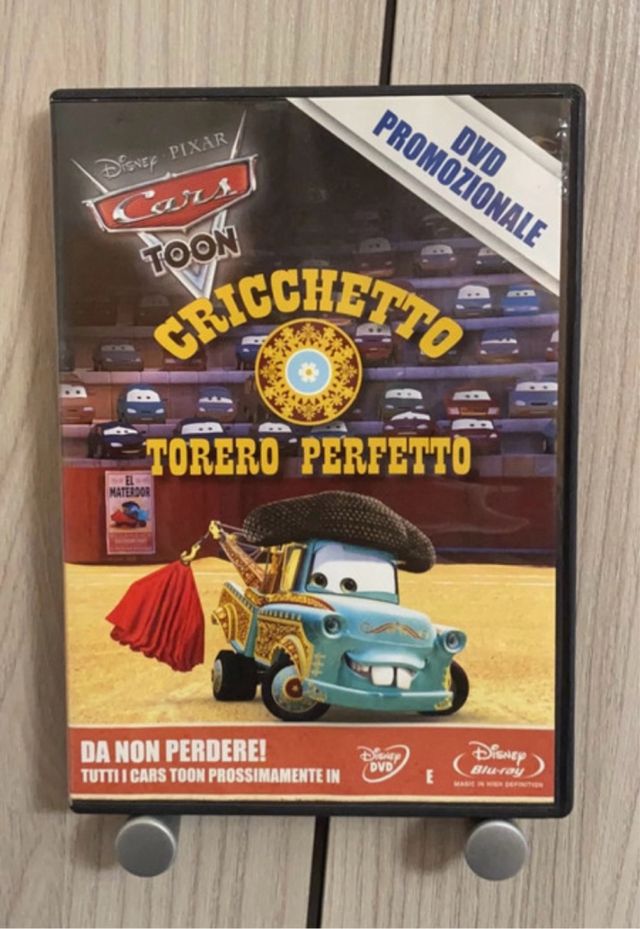 DVD
PROMOZIONALE
Disney PIXAR
Cars
TOON
CRICCHETTO
TORERO PERFETTO
EL
MATERDOR
DA NON PERDERE!
TUTTI I CARS TOON PROSSIMAMENTE IN
Disney
DVD
E
Disney
Blu-ray
MAGIC IN HIGH DEFINITION